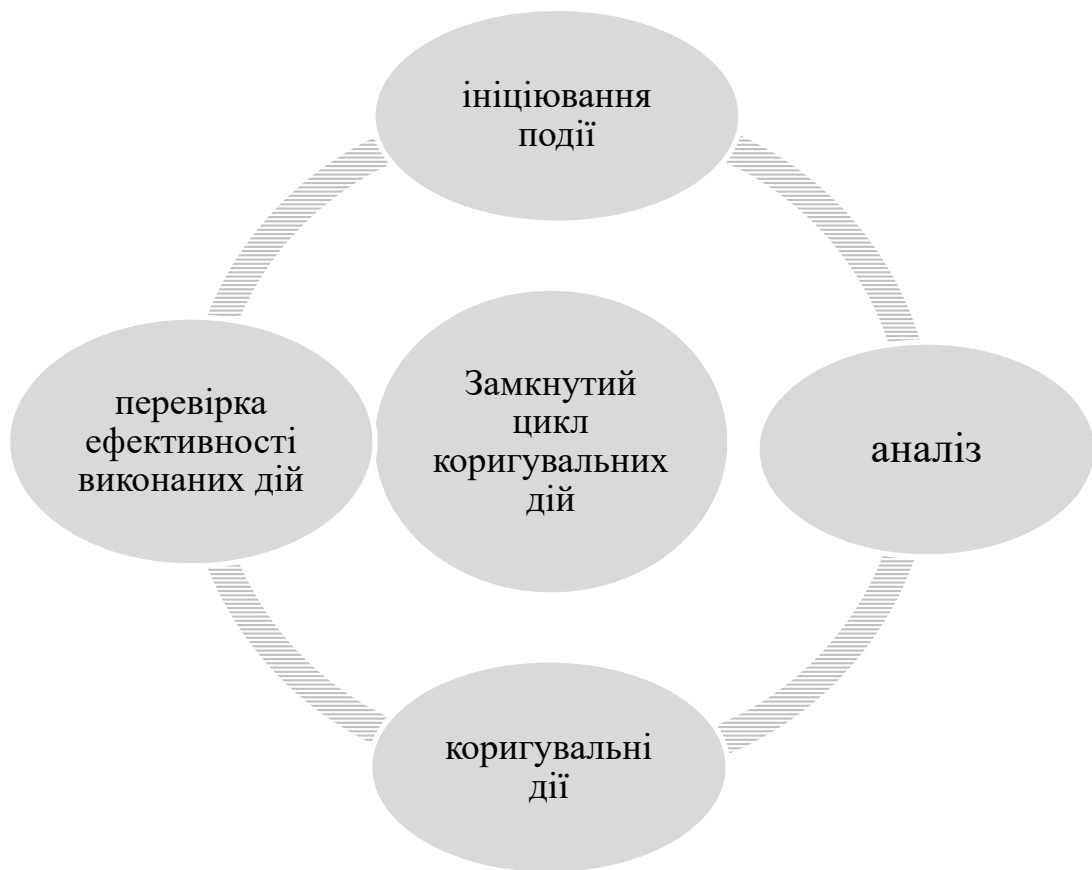 ініціювання
події
перевірка
ефективності
виконаних дій
Замкнутий
цикл
коригувальних
дій
аналіз
коригувальні
дії